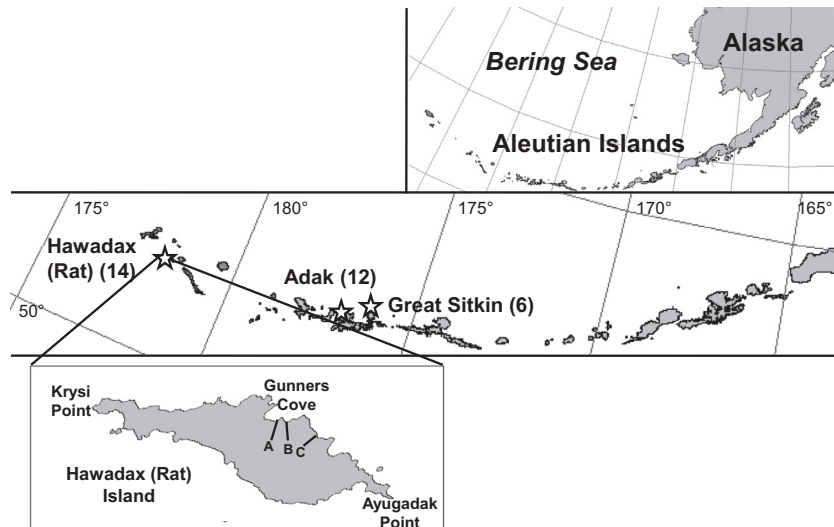 Alaska
Bering Sea
Aleutian Islands
175°
180°
175°
170°
165°
50°
Hawadax
(Rat) (14)
Adak (12)
Great Sitkin (6)
Krysi
Point
Gunners
Cove
A
B
C
Hawadax (Rat)
Island
Ayugadak
Point